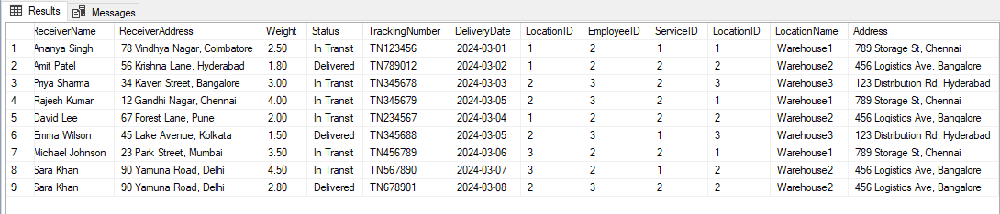 Results Messages
ReceiverName ReceiverAddress Weight Status TrackingNumber DeliveryDate LocationID EmployeeID ServiceID LocationID LocationName Address
1 Ananya Singh 78 Vindhya Nagar, Coimbatore 2.50 In Transit TN123456 2024-03-01 1 2 1 1 Warehouse1 789 Storage St, Chennai
2 Amit Patel 56 Krishna Lane, Hyderabad 1.80 Delivered TN789012 2024-03-02 1 2 2 2 Warehouse2 456 Logistics Ave, Bangalore
3 Priya Sharma 34 Kaveri Street, Bangalore 3.00 In Transit TN345678 2024-03-03 2 3 2 3 Warehouse3 123 Distribution Rd, Hyderabad
4 Rajesh Kumar 12 Gandhi Nagar, Chennai 4.00 In Transit TN345679 2024-03-05 2 3 2 1 Warehouse1 789 Storage St, Chennai
5 David Lee 67 Forest Lane, Pune 2.00 In Transit TN234567 2024-03-04 1 2 2 2 Warehouse2 456 Logistics Ave, Bangalore
6 Emma Wilson 45 Lake Avenue, Kolkata 1.50 Delivered TN345688 2024-03-05 2 3 1 3 Warehouse3 123 Distribution Rd, Hyderabad
7 Michael Johnson 23 Park Street, Mumbai 3.50 In Transit TN456789 2024-03-06 3 2 2 1 Warehouse1 789 Storage St, Chennai
8 Sara Khan 90 Yamuna Road, Delhi 4.50 In Transit TN567890 2024-03-07 3 2 1 2 Warehouse2 456 Logistics Ave, Bangalore
9 Sara Khan 90 Yamuna Road, Delhi 2.80 Delivered TN678901 2024-03-08 2 3 2 2 Warehouse2 456 Logistics Ave, Bangalore